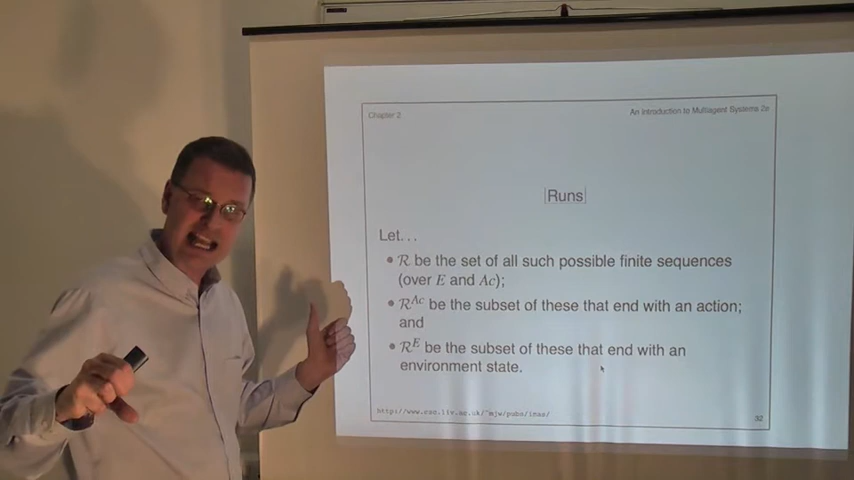 Chapter 2
An Introduction to Multiagent Systems 2e
Runs
Let...
• R be the set of all such possible finite sequences
(over E and Ac);
• R^Ac be the subset of these that end with an action;
and
• R^E be the subset of these that end with an
environment state.
http://www.csc.liv.ac.uk/~mjw/pubs/imas/
32